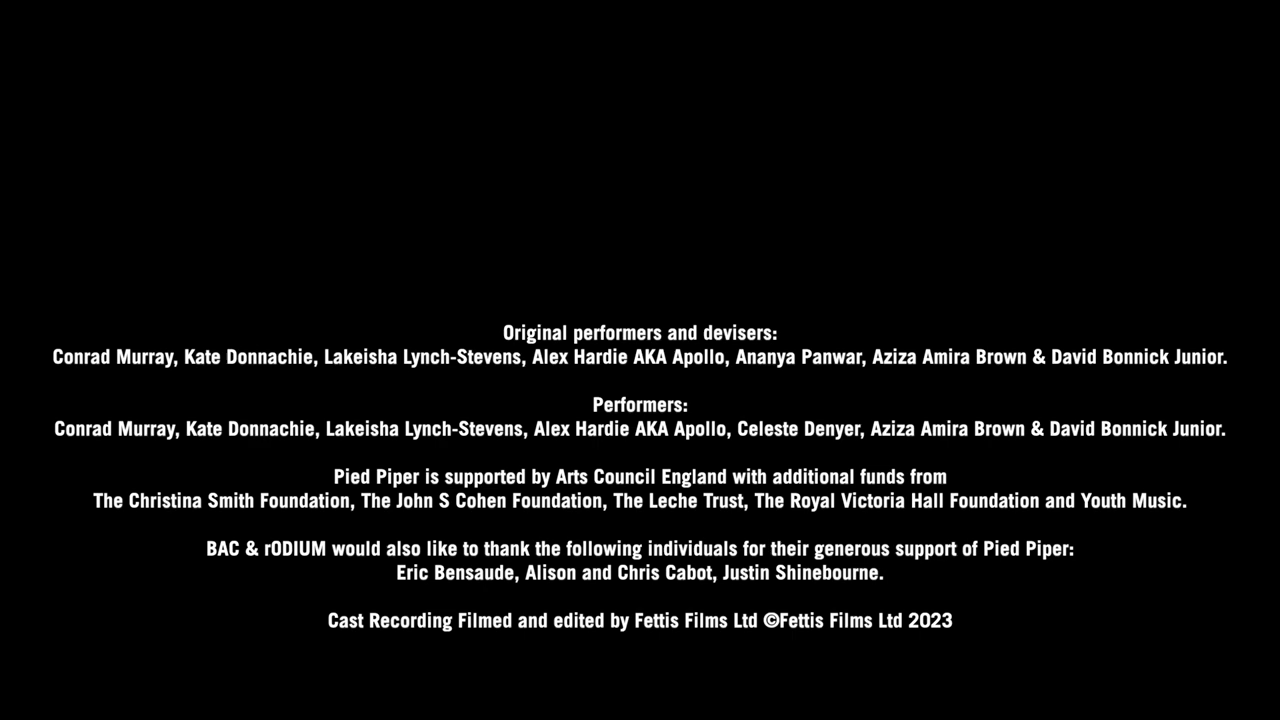 Original performers and devisers:
Conrad Murray, Kate Donnachie, Lakeisha Lynch-Stevens, Alex Hardie AKA Apollo, Ananya Panwar, Aziza Amira Brown & David Bonnick Junior.
Performers:
Conrad Murray, Kate Donnachie, Lakeisha Lynch-Stevens, Alex Hardie AKA Apollo, Celeste Denyer, Aziza Amira Brown & David Bonnick Junior.
Pied Piper is supported by Arts Council England with additional funds from
The Christina Smith Foundation, The John S Cohen Foundation, The Leche Trust, The Royal Victoria Hall Foundation and Youth Music.
BAC & rODIUM would also like to thank the following individuals for their generous support of Pied Piper:
Eric Bensaude, Alison and Chris Cabot, Justin Shinebourne.
Cast Recording Filmed and edited by Fettis Films Ltd ©Fettis Films Ltd 2023